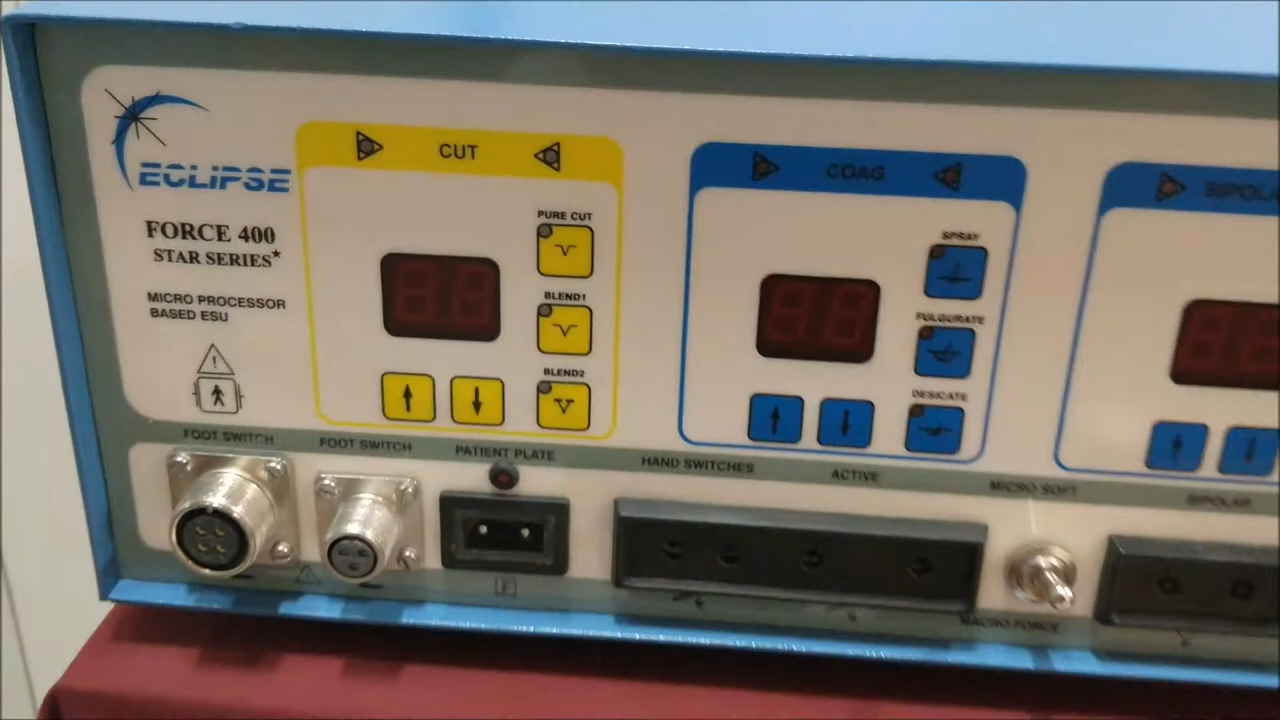 ECLIPSE
FORCE 400
STAR SERIES*
MICRO PROCESSOR
BASED ESU
CUT
PURE CUT
BLEND1
BLEND2
COAG
SPRAY
FULGURATE
DESICATE
BIPOLA
FOOT SWITCH
FOOT SWITCH
PATIENT PLATE
HAND SWITCHES
ACTIVE
MICRO SOFT
BIPOLAR
F
MACRO FORCE